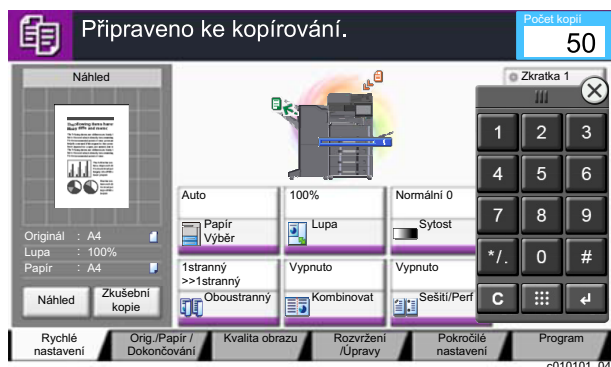 Připraveno ke kopírování.
Počet kopií
50
Náhled
Zkratka 1
Originál : A4
Lupa : 100%
Papír : A4
Náhled
Zkušební
kopie
Auto
Papír
Výběr
100%
Lupa
Normální 0
Sytost
1stranný
>>1stranný
Oboustranný
Vypnuto
Kombinovat
Vypnuto
Sešití/Perf
1 2 3
4 5 6
7 8 9
*/. 0 #
C
Rychlé
nastavení
Orig./Papír /
Dokončování
Kvalita obrazu
Rozvržení
/Úpravy
Pokročilé
nastavení
Program
c010101_04